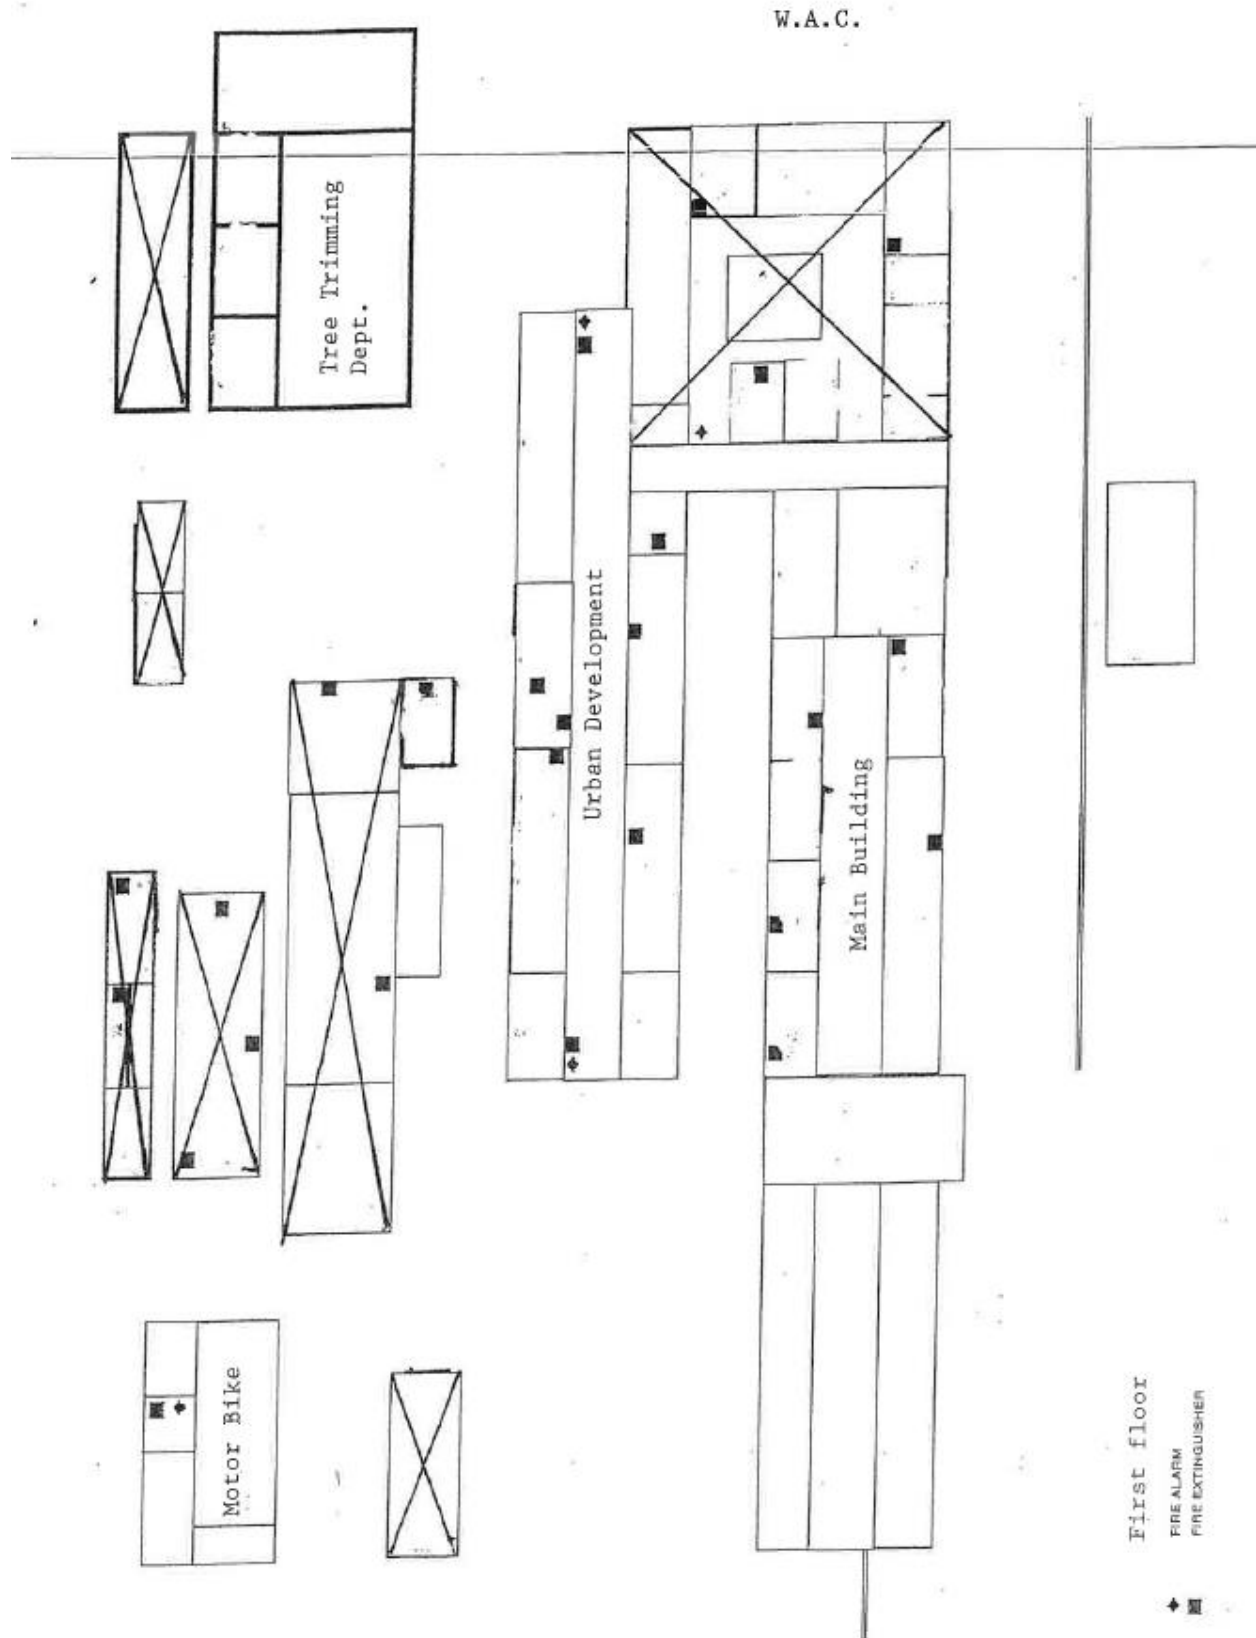 W.A.C.
Tree Trimming
Dept.
Urban Development
Main Building
Motor Bike
First floor
FIRE ALARM
FIRE EXTINGUISHER